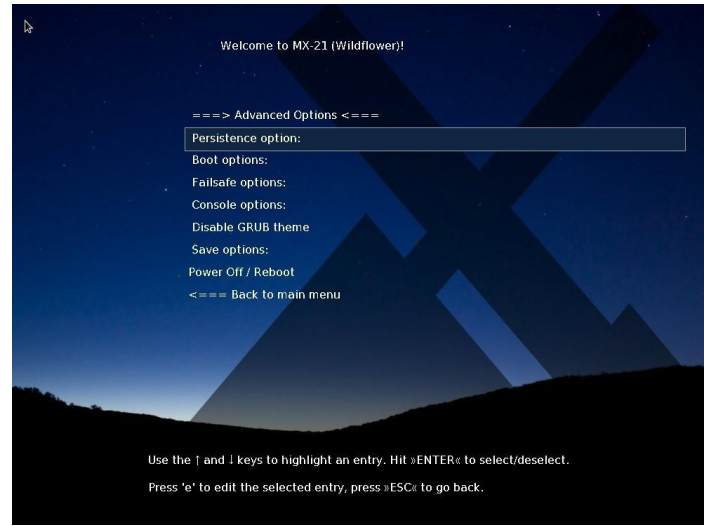 Welcome to MX-21 (Wildflower)!
===> Advanced Options <===
Persistence option:
Boot options:
Failsafe options:
Console options:
Disable GRUB theme
Save options:
Power Off / Reboot
<=== Back to main menu
Use the ↑ and ↓ keys to highlight an entry. Hit »ENTER« to select/deselect.
Press 'e' to edit the selected entry, press »ESC« to go back.